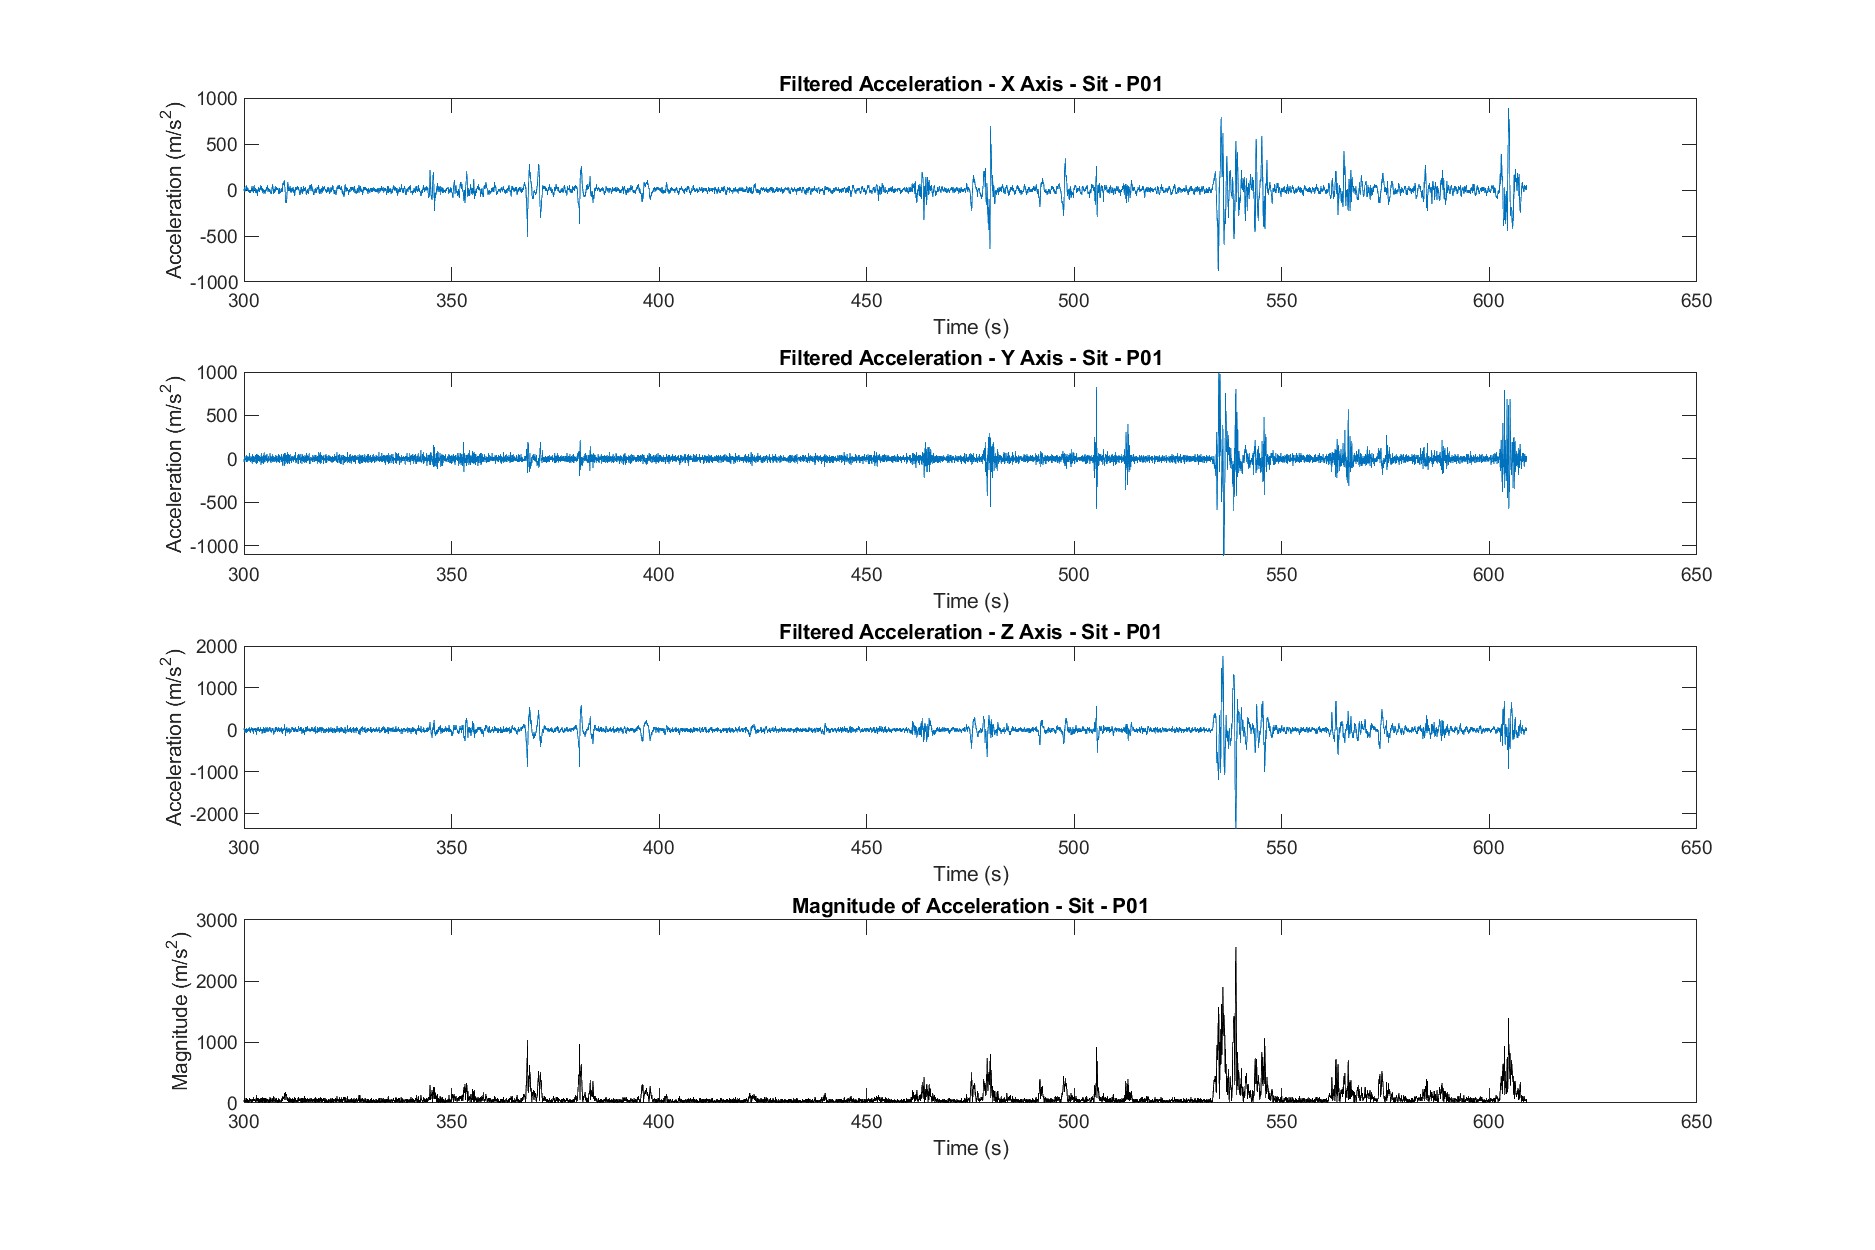 Filtered Acceleration - X Axis - Sit - P01
Acceleration (m/s²)
1000
500
0
-500
-1000
300 350 400 450 500 550 600 650
Time (s)
Filtered Acceleration - Y Axis - Sit - P01
Acceleration (m/s²)
1000
500
0
-500
-1000
300 350 400 450 500 550 600 650
Time (s)
Filtered Acceleration - Z Axis - Sit - P01
Acceleration (m/s²)
2000
1000
0
-1000
-2000
300 350 400 450 500 550 600 650
Time (s)
Magnitude of Acceleration - Sit - P01
Magnitude (m/s²)
3000
2000
1000
0
300 350 400 450 500 550 600 650
Time (s)